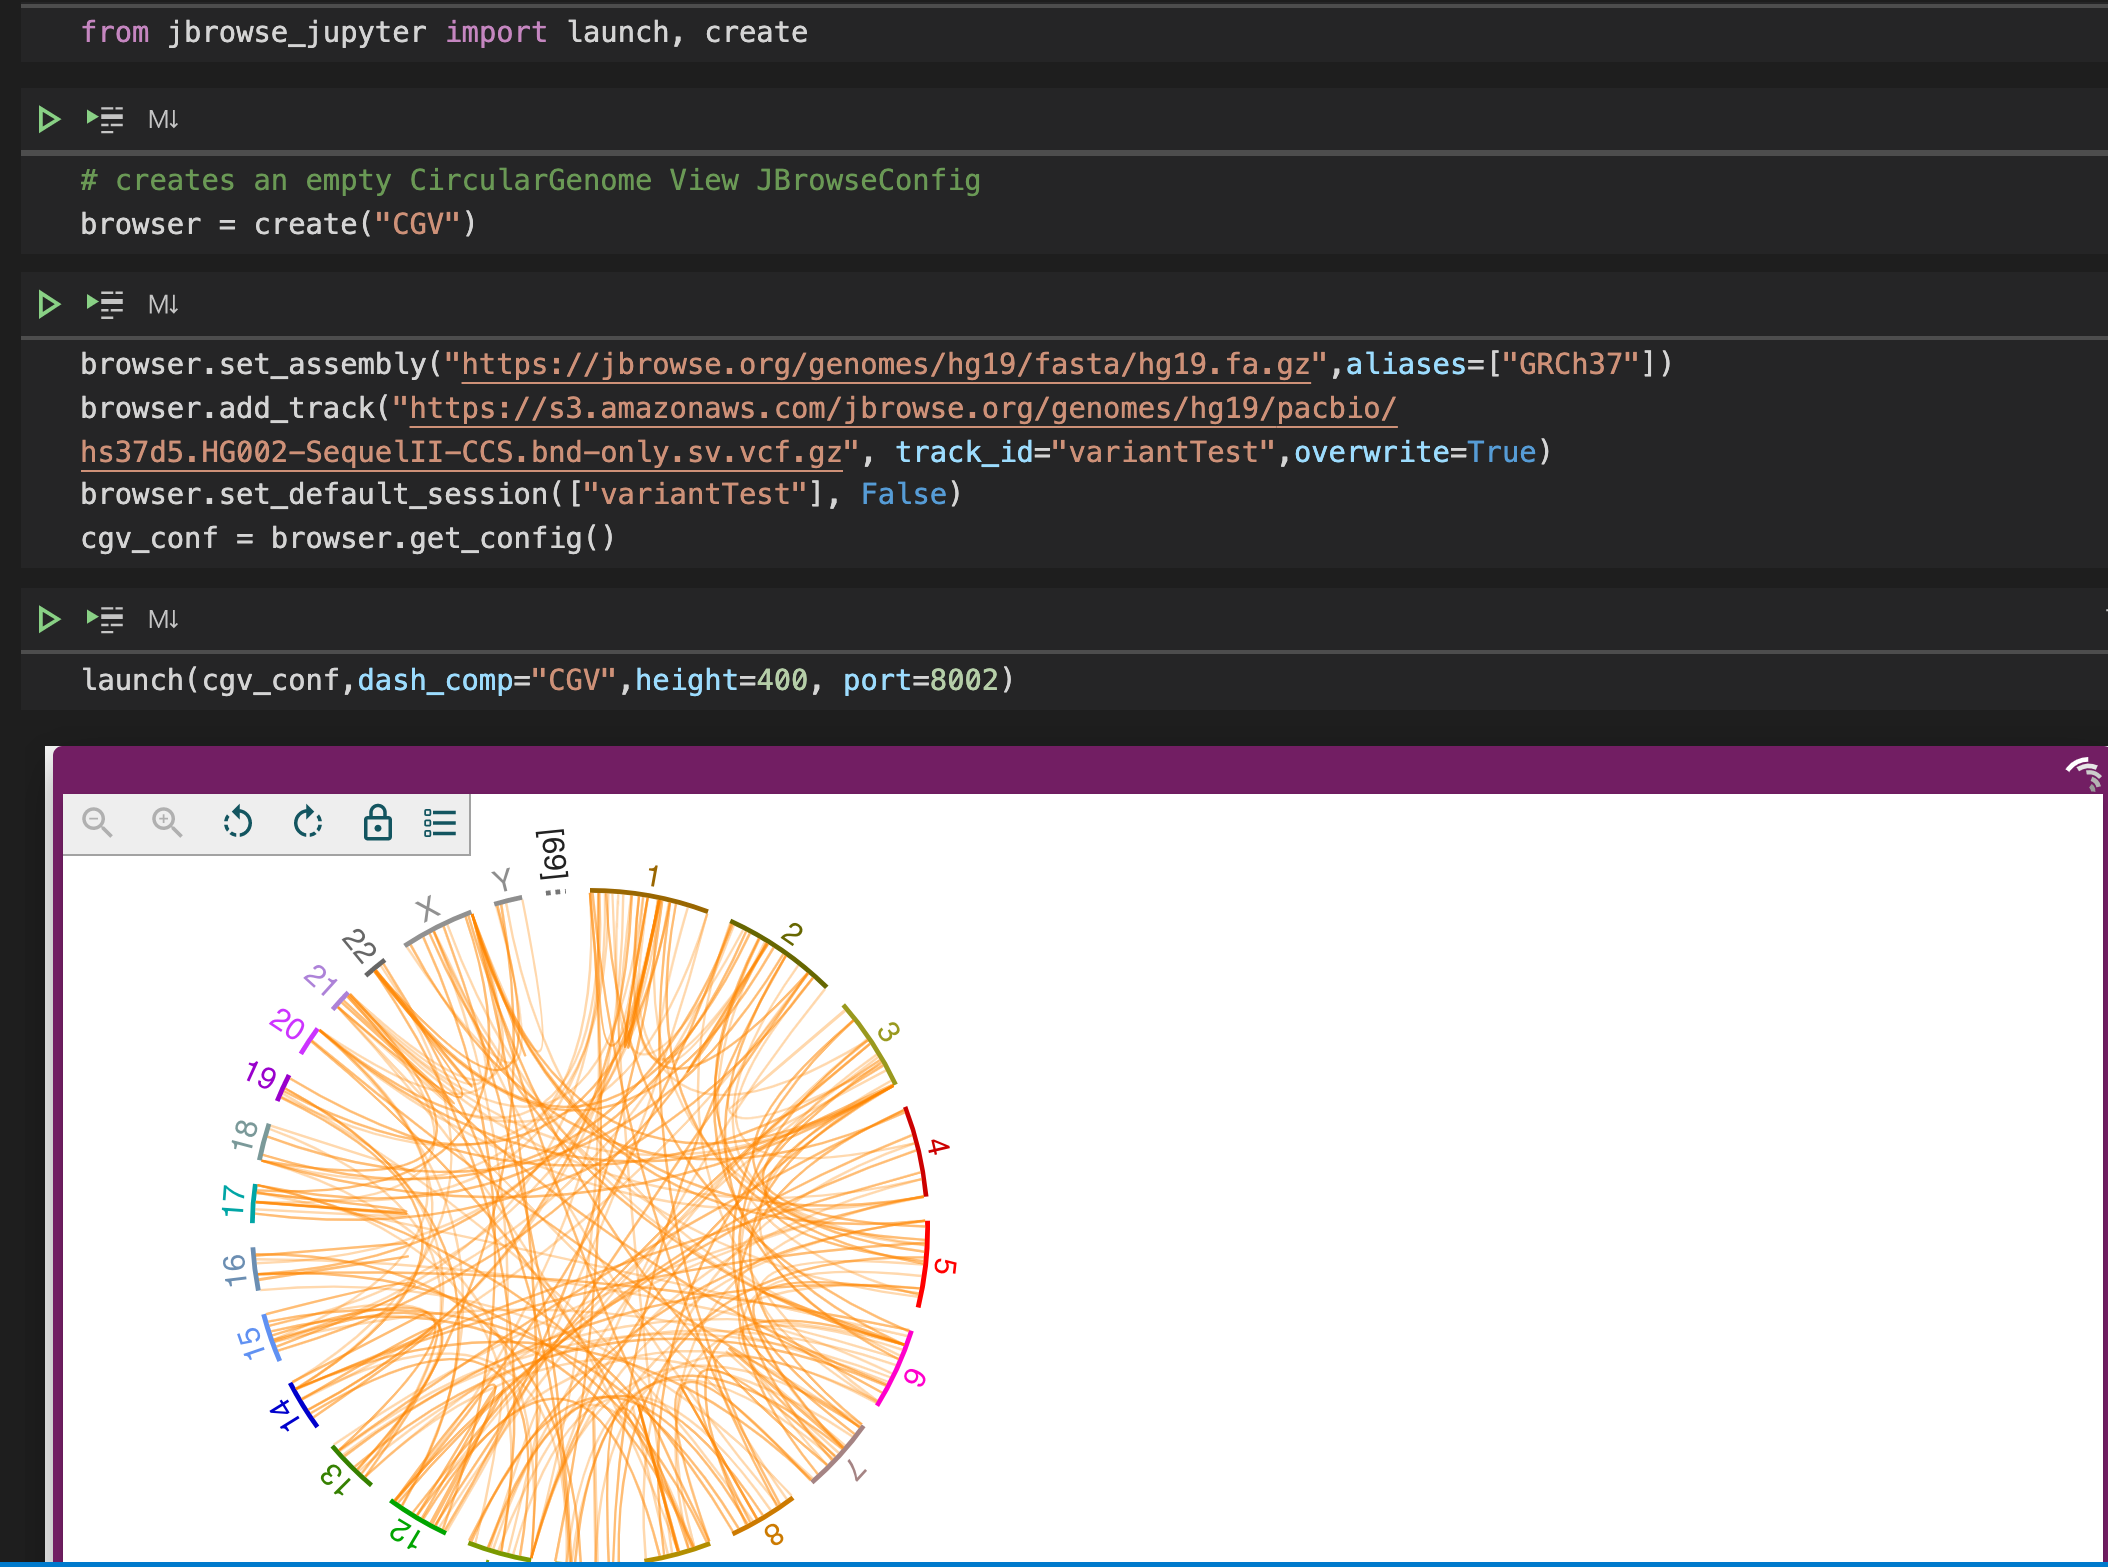 from jbrowse_jupyter import launch, create
M↓
# creates an empty CircularGenome View JBrowseConfig
browser = create("CGV")
M↓
browser.set_assembly("https://jbrowse.org/genomes/hg19/fasta/hg19.fa.gz",aliases=["GRCh37"])
browser.add_track("https://s3.amazonaws.com/jbrowse.org/genomes/hg19/pacbio/
hs37d5.HG002-SequelII-CCS.bnd-only.sv.vcf.gz", track_id="variantTest",overwrite=True)
browser.set_default_session(["variantTest"], False)
cgv_conf = browser.get_config()
M↓
launch(cgv_conf,dash_comp="CGV",height=400, port=8002)
[69]
1
2
3
4
5
6
7
8
12
13
14
15
16
17
18
19
20
21
22
X
Y